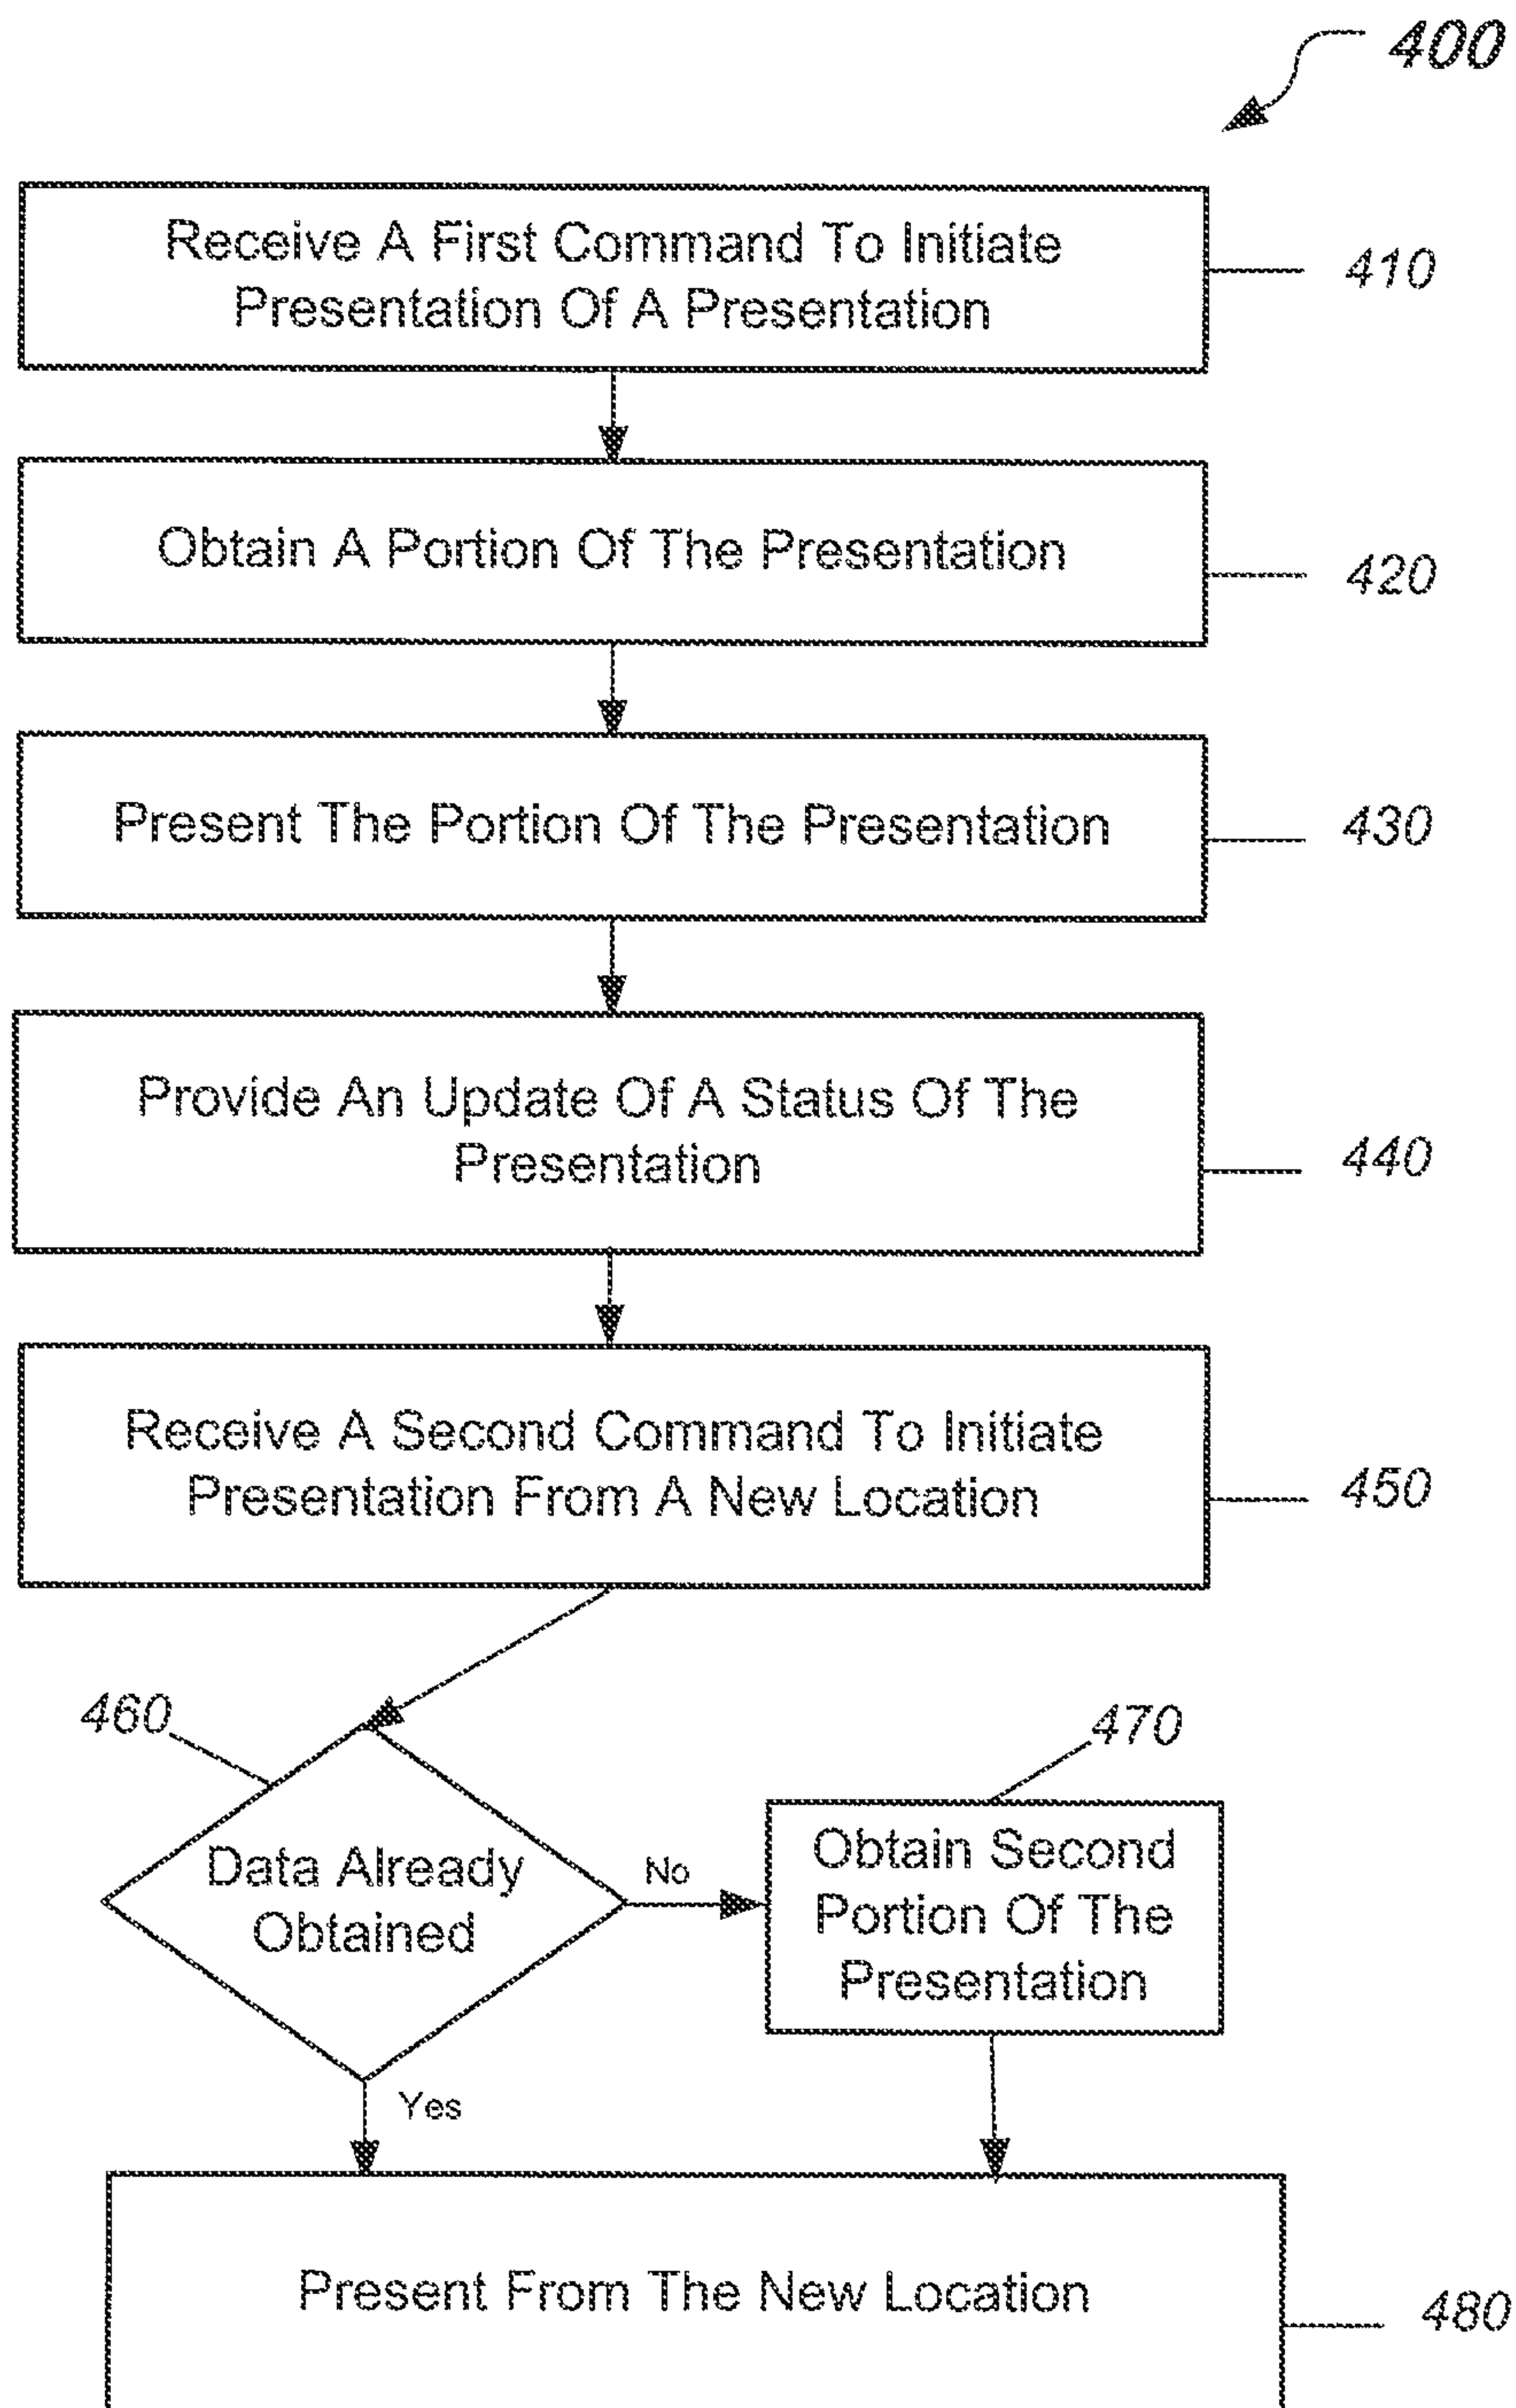 400
Receive A First Command To Initiate
Presentation Of A Presentation
410
Obtain A Portion Of The Presentation
420
Present The Portion Of The Presentation
430
Provide An Update Of A Status Of The
Presentation
440
Receive A Second Command To Initiate
Presentation From A New Location
450
460
Data Already
Obtained
No
Yes
470
Obtain Second
Portion Of The
Presentation
Present From The New Location
480